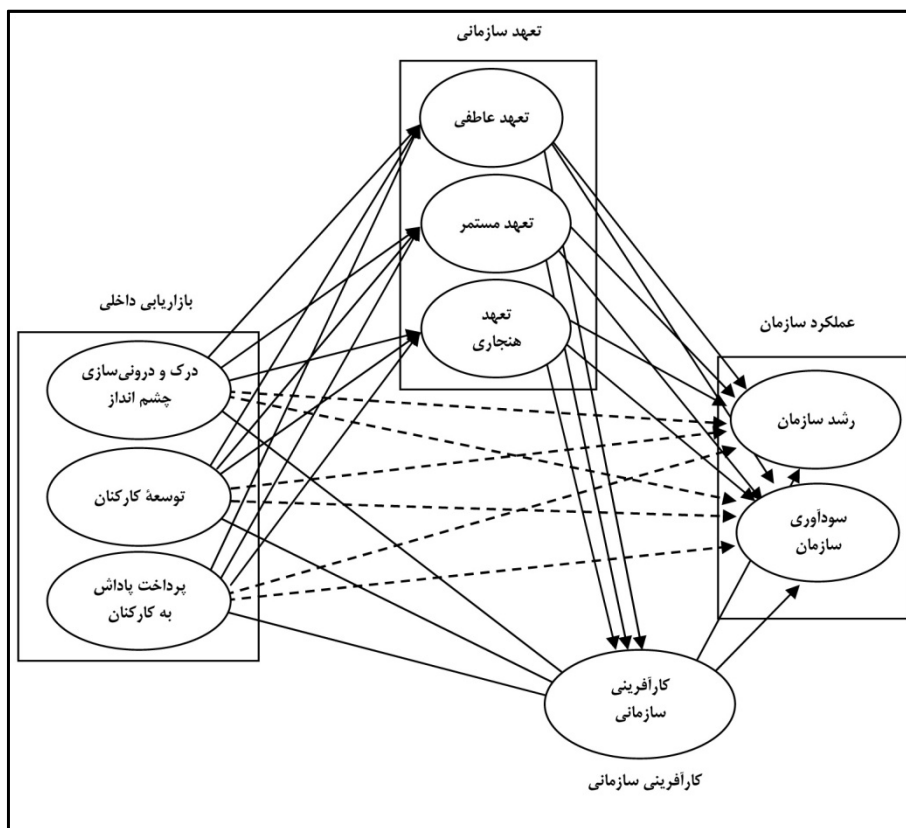 تعهد سازمانی
تعهد عاطفی
تعهد مستمر
تعهد
هنجاری
بازاریابی داخلی
درک و درونی‌سازی
چشم انداز
توسعهٔ کارکنان
پرداخت پاداش
به کارکنان
عملکرد سازمان
رشد سازمان
سودآوری
سازمان
کارآفرینی
سازمانی
کارآفرینی سازمانی